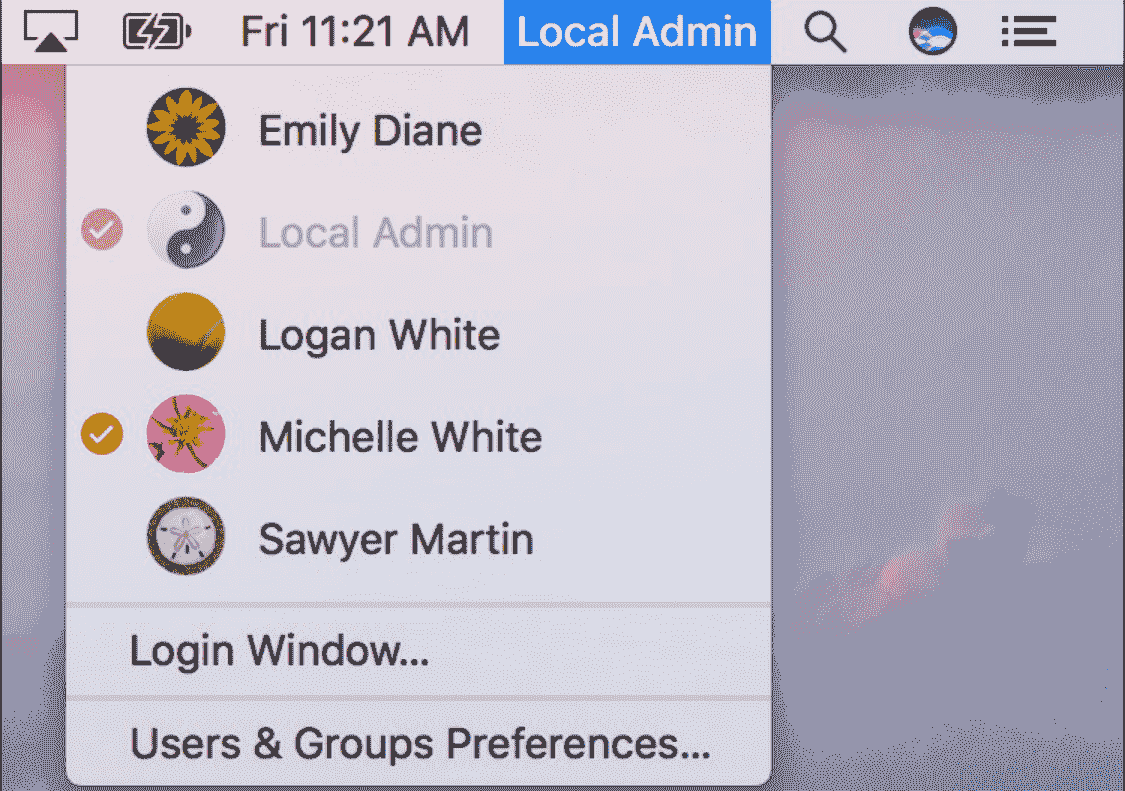 Fri 11:21 AM Local Admin
Emily Diane
Local Admin
Logan White
Michelle White
Sawyer Martin
Login Window...
Users & Groups Preferences...